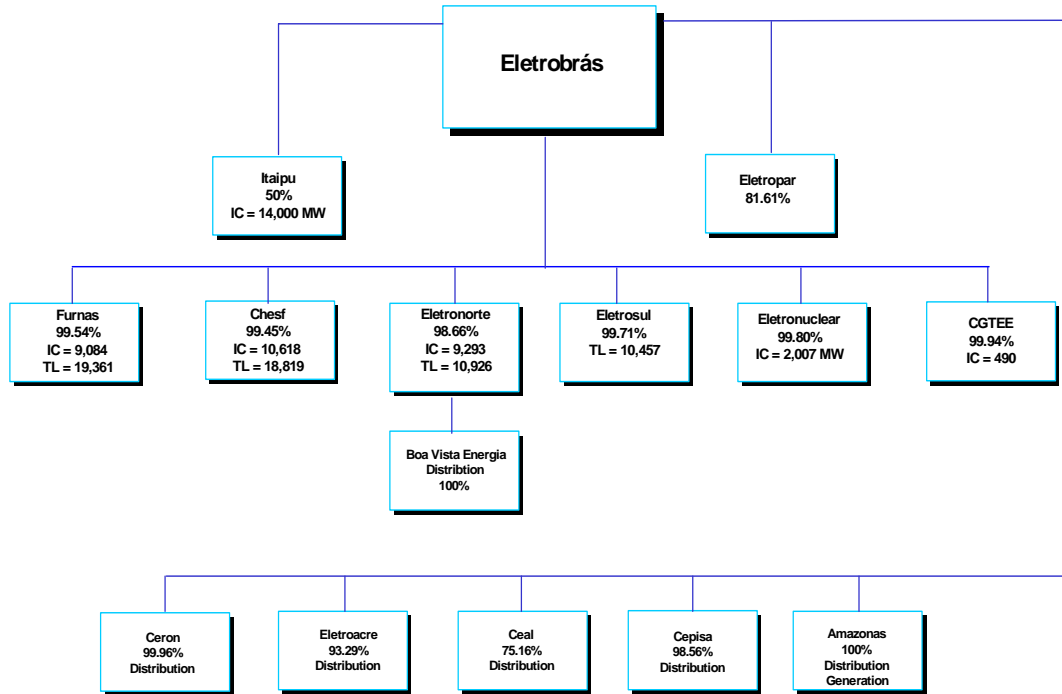 Eletrobrás
Itaipu
50%
IC = 14,000 MW
Eletropar
81.61%
Furnas
99.54%
IC = 9,084
TL = 19,361
Chesf
99.45%
IC = 10,618
TL = 18,819
Eletronorte
98.66%
IC = 9,293
TL = 10,926
Eletrosul
99.71%
TL = 10,457
Eletronuclear
99.80%
IC = 2,007 MW
CGTEE
99.94%
IC = 490
Boa Vista Energia
Distribtion
100%
Ceron
99.96%
Distribution
Eletroacre
93.29%
Distribution
Ceal
75.16%
Distribution
Cepisa
98.56%
Distribution
Amazonas
100%
Distribution
Generation